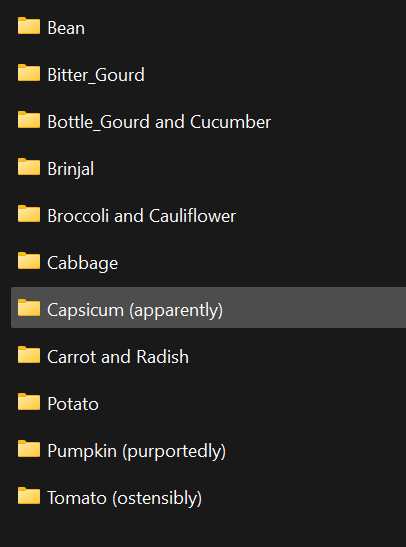 Bean
Bitter_Gourd
Bottle_Gourd and Cucumber
Brinjal
Broccoli and Cauliflower
Cabbage
Capsicum (apparently)
Carrot and Radish
Potato
Pumpkin (purportedly)
Tomato (ostensibly)